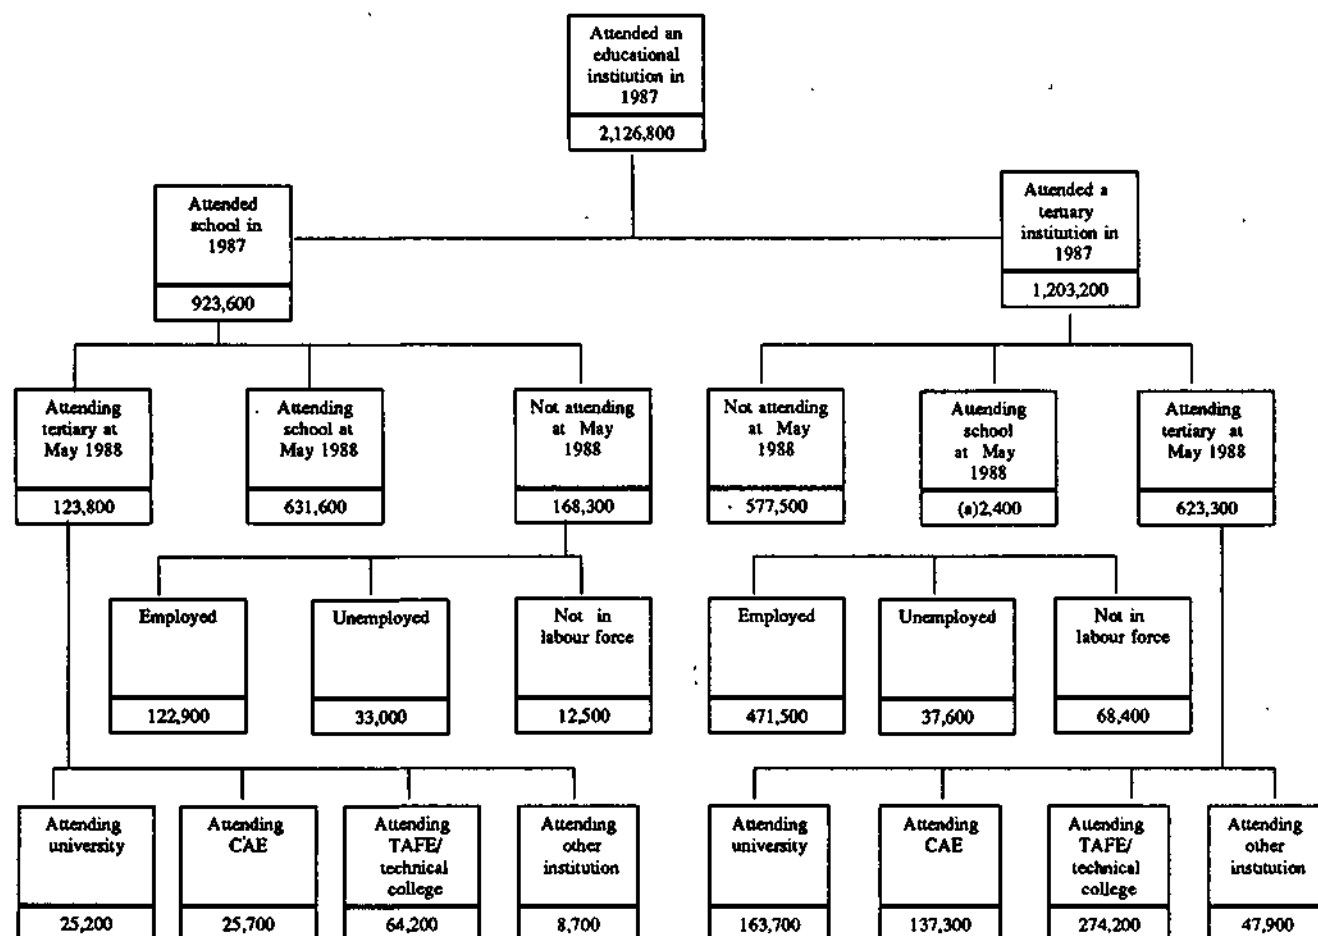 Attended an
educational
institution in
1987
2,126,800
Attended
school in
1987
923,600
Attended a
tertiary
institution in
1987
1,203,200
Attending
tertiary at
May 1988
123,800
Attending
school at
May 1988
631,600
Not attending
at May
1988
168,300
Not attending
at May
1988
577,500
Attending
school
at May
1988
(a)2,400
Attending
tertiary at
May 1988
623,300
Employed
122,900
Unemployed
33,000
Not in
labour force
12,500
Employed
471,500
Unemployed
37,600
Not in
labour force
68,400
Attending
university
25,200
Attending
CAE
25,700
Attending
TAFE/
technical
college
64,200
Attending
other
institution
8,700
Attending
university
163,700
Attending
CAE
137,300
Attending
TAFE/
technical
college
274,200
Attending
other
institution
47,900